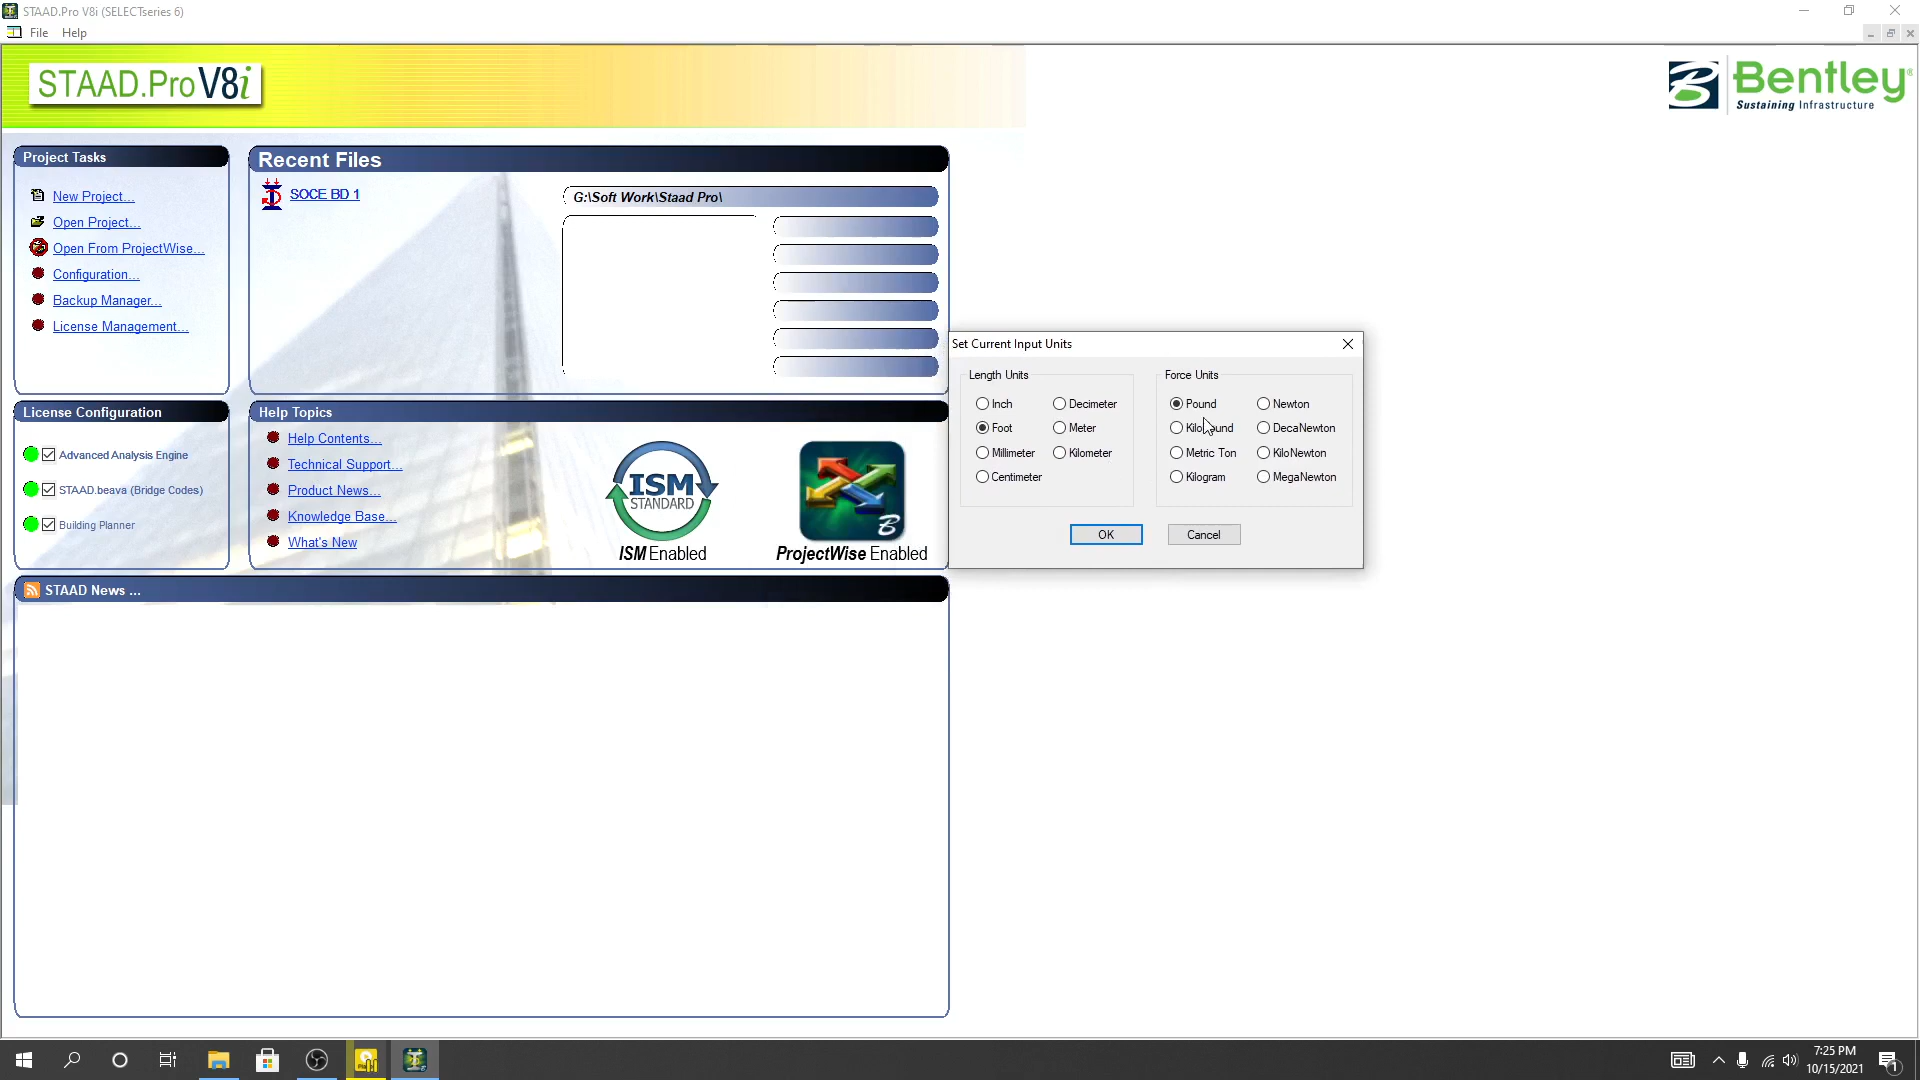 STAAD.Pro V8i (SELECTseries 6)
File Help
STAAD.Pro V8i
Bentley®
Sustaining Infrastructure
Project Tasks
New Project...
Open Project...
Open From ProjectWise...
Configuration...
Backup Manager...
License Management...
Recent Files
SOCE BD 1
G:\Soft Work\Staad Pro\
License Configuration
Advanced Analysis Engine
STAAD.beava (Bridge Codes)
Building Planner
Help Topics
Help Contents...
Technical Support...
Product News...
Knowledge Base...
What's New
ISM
STANDARD
ISM Enabled
B
ProjectWise Enabled
Set Current Input Units
Length Units
Inch Decimeter
Foot Meter
Millimeter Kilometer
Centimeter
Force Units
Pound Newton
KiloPound DecaNewton
Metric Ton KiloNewton
Kilogram MegaNewton
OK Cancel
STAAD News ...
7:25 PM
10/15/2021
1